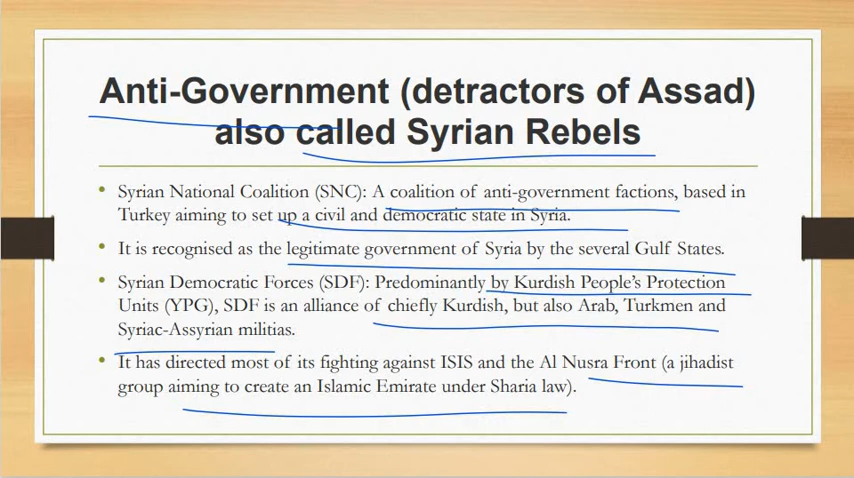 Anti-Government (detractors of Assad)
also called Syrian Rebels
• Syrian National Coalition (SNC): A coalition of anti-government factions, based in
Turkey aiming to set up a civil and democratic state in Syria.
• It is recognised as the legitimate government of Syria by the several Gulf States.
• Syrian Democratic Forces (SDF): Predominantly by Kurdish People's Protection
Units (YPG), SDF is an alliance of chiefly Kurdish, but also Arab, Turkmen and
Syriac-Assyrian militias.
• It has directed most of its fighting against ISIS and the Al Nusra Front (a jihadist
group aiming to create an Islamic Emirate under Sharia law).